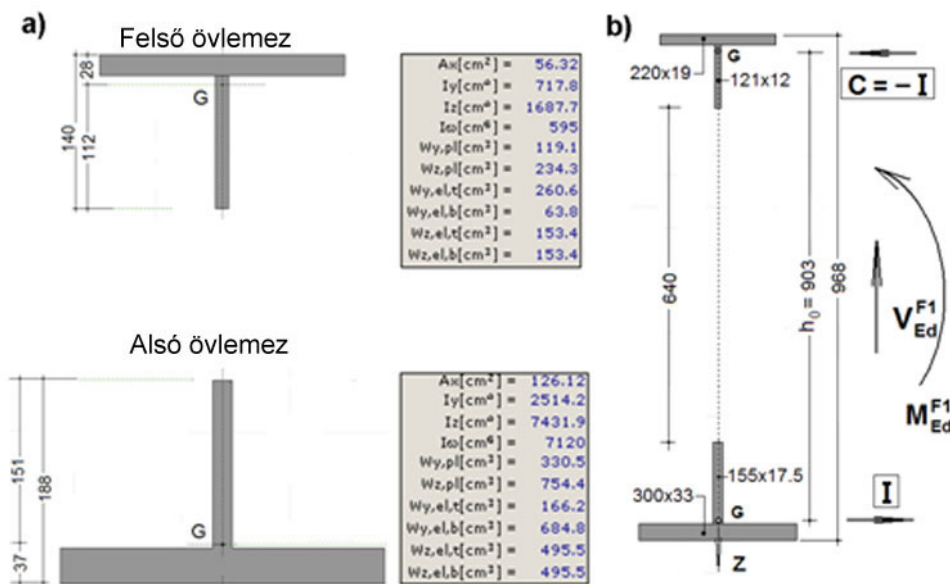 a)
Felső övlemez
28
140
112
G
Ax[cm²] = 56.32
Iy[cm⁴] = 717.8
Iz[cm⁴] = 1687.7
Iω[cm⁶] = 595
Wy,pl[cm³] = 119.1
Wz,pl[cm³] = 234.3
Wy,el,t[cm³] = 260.6
Wy,el,b[cm³] = 63.8
Wz,el,t[cm³] = 153.4
Wz,el,b[cm³] = 153.4
Alsó övlemez
151
188
37
G
Ax[cm²] = 126.12
Iy[cm⁴] = 2514.2
Iz[cm⁴] = 7431.9
Iω[cm⁶] = 7120
Wy,pl[cm³] = 330.5
Wz,pl[cm³] = 754.4
Wy,el,t[cm³] = 166.2
Wy,el,b[cm³] = 684.8
Wz,el,t[cm³] = 495.5
Wz,el,b[cm³] = 495.5
b)
220x19
G
121x12
C = – I
640
h₀ = 903
968
V Ed F1
M Ed F1
155x17.5
300x33
G
I
Z